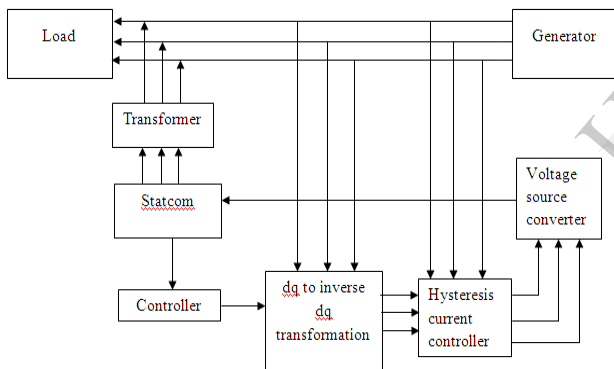 Load
Generator
Transformer
Voltage
source
converter
Statcom
Controller
dq to inverse
dq
transformation
Hysteresis
current
controller